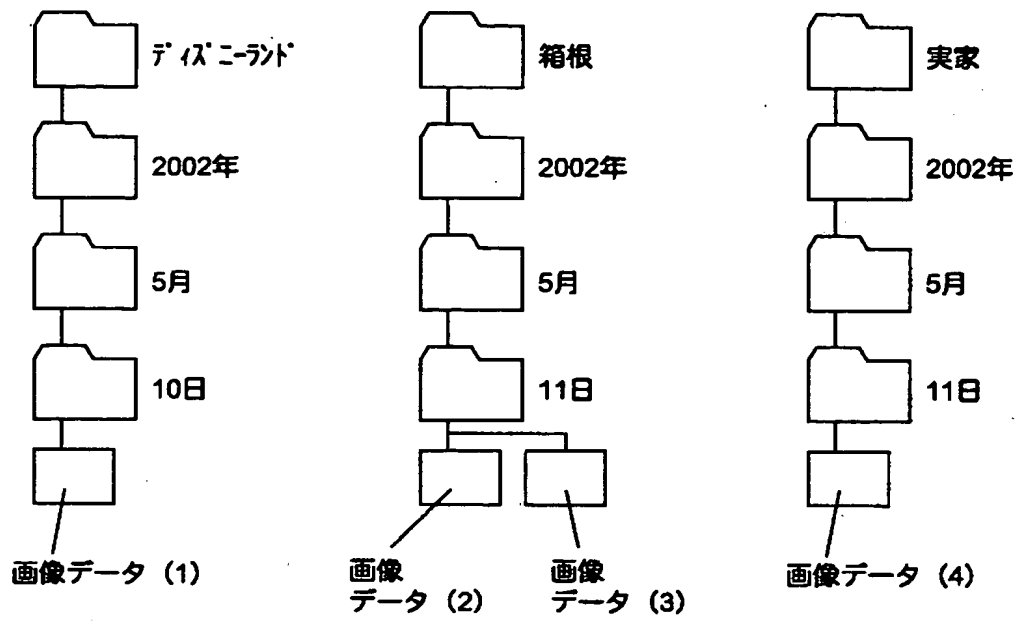 ディズニーランド
箱根
実家
2002年
2002年
2002年
5月
5月
5月
10日
11日
11日
画像データ（1）
画像
データ（2）
画像
データ（3）
画像データ（4）